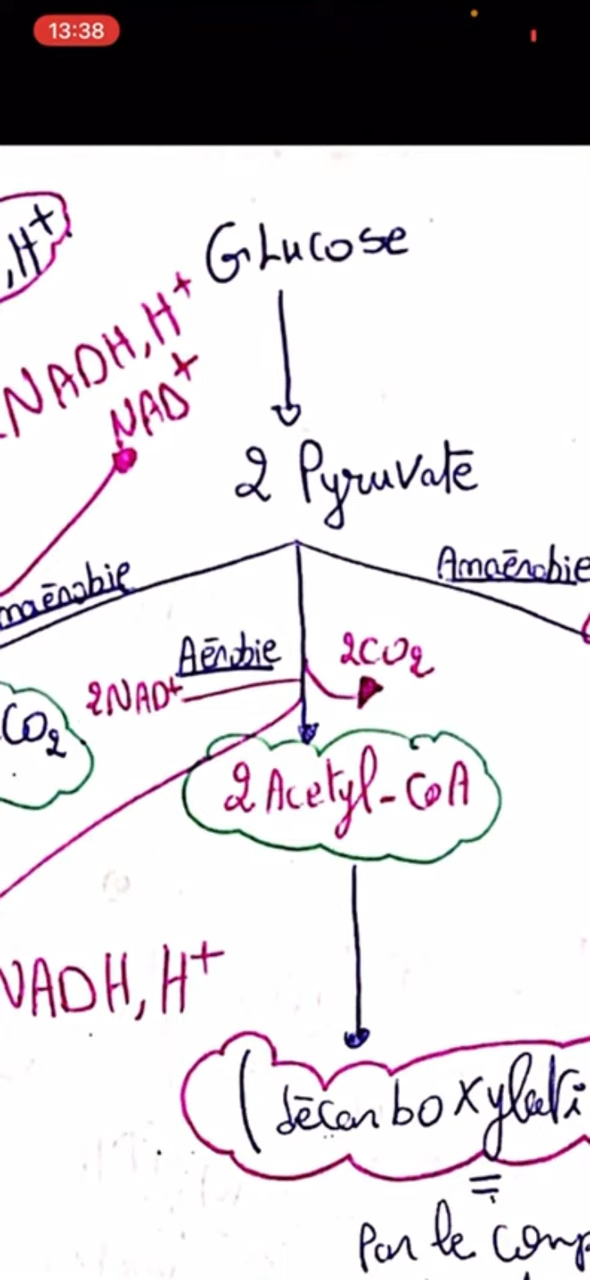 13:38
,H⁺
GLucose
NADH,H⁺
NAD⁺
2 Pyruvate
Anaérobie
naérobie
Aérobie
2CO₂
2NAD⁺
CO₂
2 Acetyl-CoA
NADH,H⁺
(décarboxylati
=
Par le comp